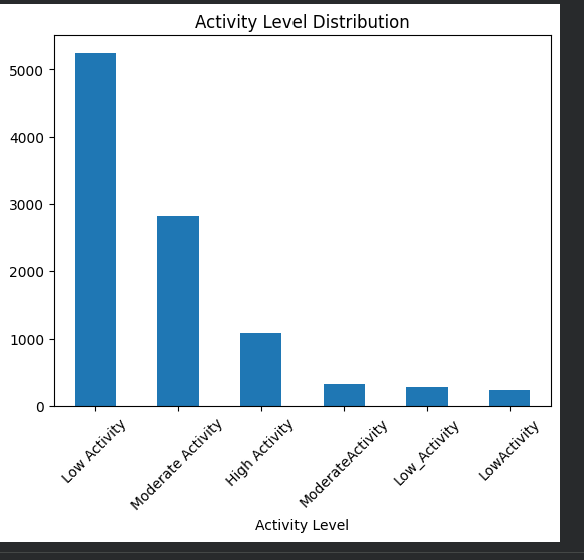 Activity Level Distribution
5000
4000
3000
2000
1000
0
Low Activity
Moderate Activity
High Activity
ModerateActivity
Low_Activity
LowActivity
Activity Level